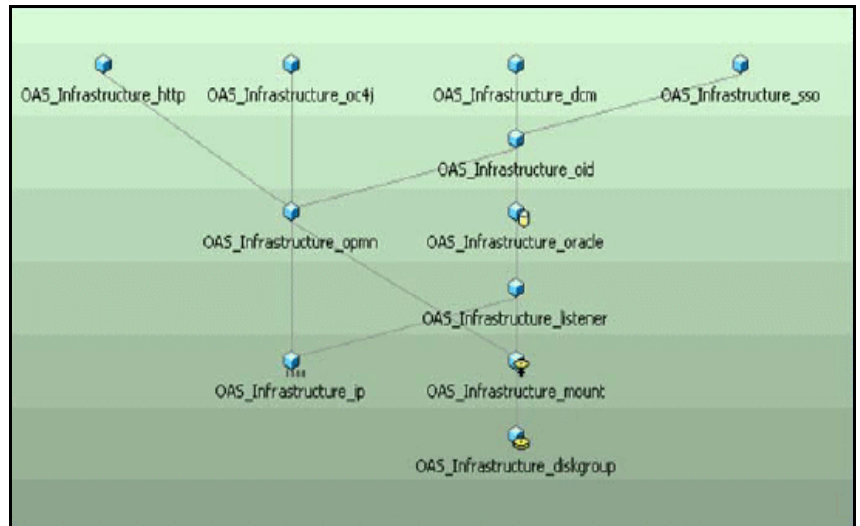 OAS_Infrastructure_http OAS_Infrastructure_oc4j OAS_Infrastructure_dcm OAS_Infrastructure_sso
OAS_Infrastructure_oid
OAS_Infrastructure_opmn OAS_Infrastructure_oracle
OAS_Infrastructure_listener
OAS_Infrastructure_ip OAS_Infrastructure_mount
OAS_Infrastructure_diskgroup